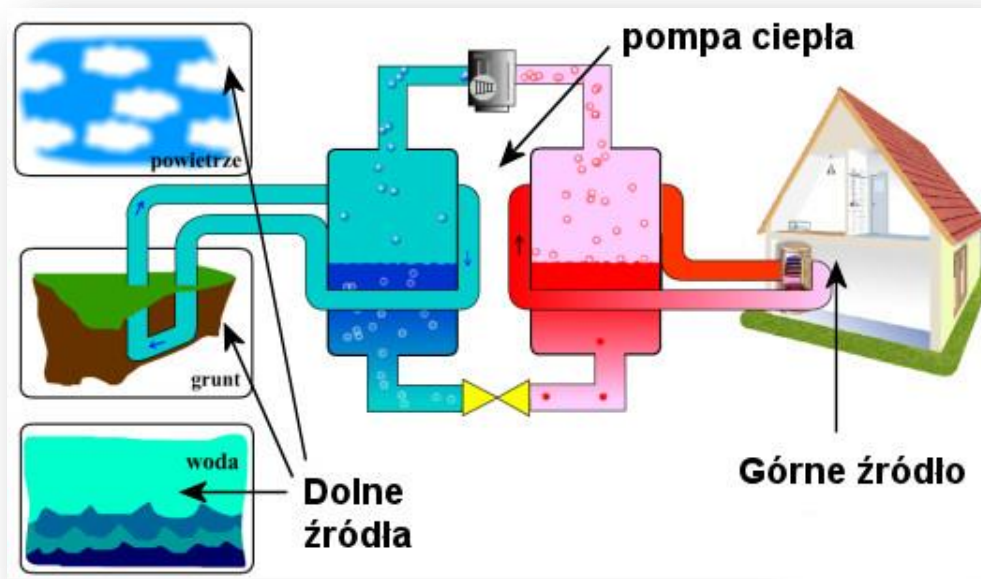 pompa ciepła
powietrze
grunt
woda
Dolne
źródła
Górne źródło